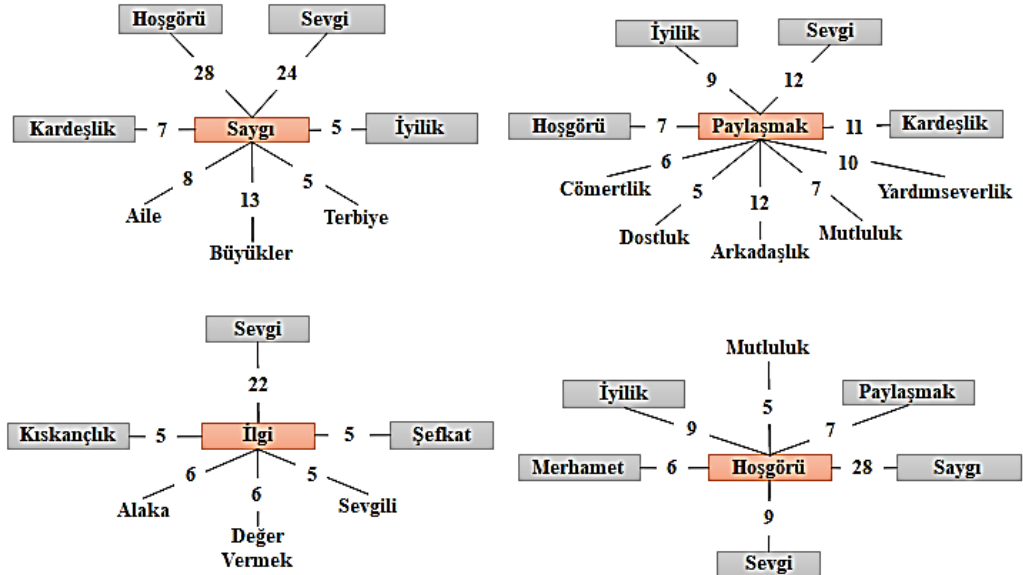 Hoşgörü
Sevgi
28
24
Kardeşlik
7
Saygı
5
İyilik
8
13
5
Aile
Büyükler
Terbiye
İyilik
Sevgi
9
12
Hoşgörü
7
Paylaşmak
11
Kardeşlik
6
5
12
7
10
Cömertlik
Dostluk
Arkadaşlık
Mutluluk
Yardımseverlik
Sevgi
22
Kıskançlık
5
İlgi
5
Şefkat
6
6
5
Alaka
Değer
Vermek
Sevgili
Mutluluk
İyilik
Paylaşmak
9
5
7
Merhamet
6
Hoşgörü
28
Saygı
9
Sevgi